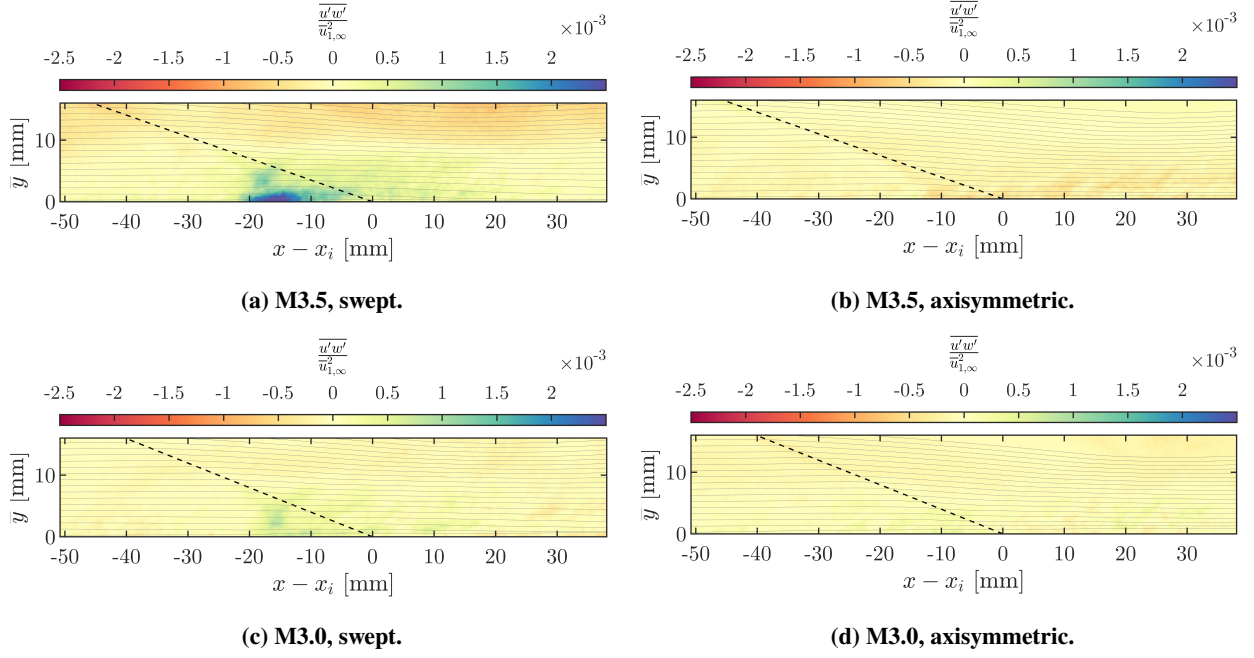 u'w' / u²1,∞ ×10-3
-2.5 -2 -1.5 -1 -0.5 0 0.5 1 1.5 2
10
0
y [mm]
-50 -40 -30 -20 -10 0 10 20 30
x − xi [mm]
(a) M3.5, swept.
u'w' / u²1,∞ ×10-3
-2.5 -2 -1.5 -1 -0.5 0 0.5 1 1.5 2
10
0
y [mm]
-50 -40 -30 -20 -10 0 10 20 30
x − xi [mm]
(b) M3.5, axisymmetric.
u'w' / u²1,∞ ×10-3
-2.5 -2 -1.5 -1 -0.5 0 0.5 1 1.5 2
10
0
y [mm]
-50 -40 -30 -20 -10 0 10 20 30
x − xi [mm]
(c) M3.0, swept.
u'w' / u²1,∞ ×10-3
-2.5 -2 -1.5 -1 -0.5 0 0.5 1 1.5 2
10
0
y [mm]
-50 -40 -30 -20 -10 0 10 20 30
x − xi [mm]
(d) M3.0, axisymmetric.